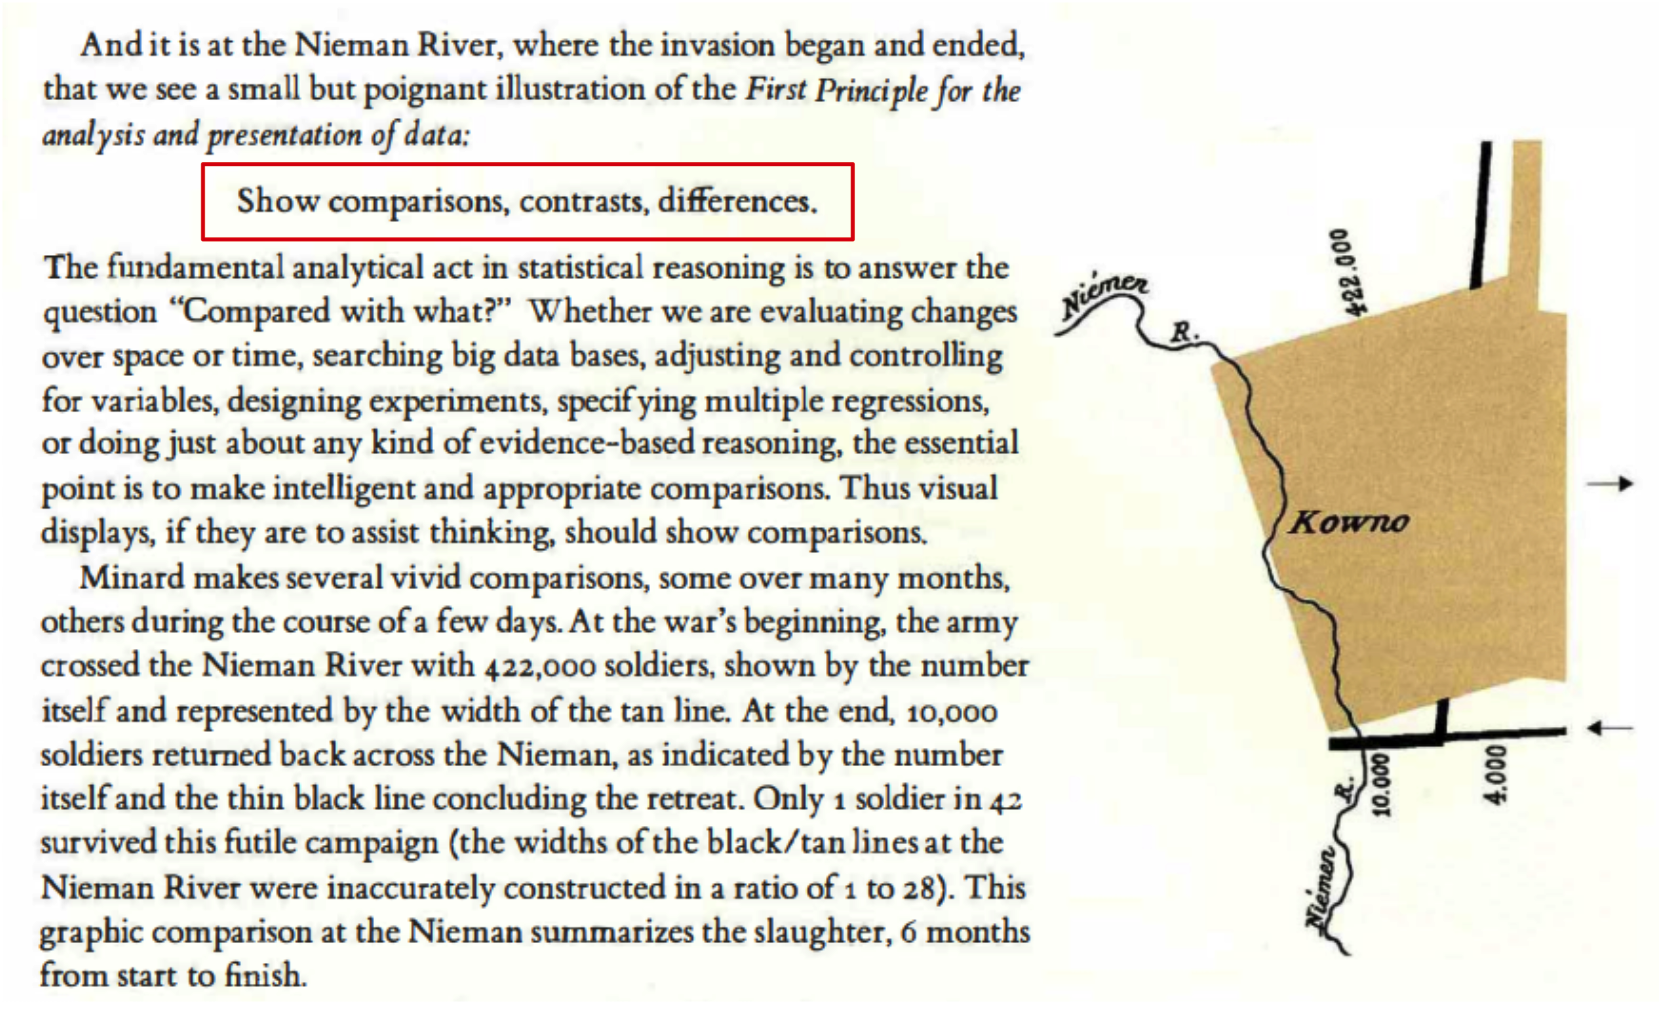 And it is at the Nieman River, where the invasion began and ended,
that we see a small but poignant illustration of the First Principle for the
analysis and presentation of data:
Show comparisons, contrasts, differences.
The fundamental analytical act in statistical reasoning is to answer the
question “Compared with what?” Whether we are evaluating changes
over space or time, searching big data bases, adjusting and controlling
for variables, designing experiments, specifying multiple regressions,
or doing just about any kind of evidence-based reasoning, the essential
point is to make intelligent and appropriate comparisons. Thus visual
displays, if they are to assist thinking, should show comparisons.
Minard makes several vivid comparisons, some over many months,
others during the course of a few days. At the war’s beginning, the army
crossed the Nieman River with 422,000 soldiers, shown by the number
itself and represented by the width of the tan line. At the end, 10,000
soldiers returned back across the Nieman, as indicated by the number
itself and the thin black line concluding the retreat. Only 1 soldier in 42
survived this futile campaign (the widths of the black/tan lines at the
Nieman River were inaccurately constructed in a ratio of 1 to 28). This
graphic comparison at the Nieman summarizes the slaughter, 6 months
from start to finish.
422.000
Niémen R.
Kowno
10.000
4.000
Niémen R.